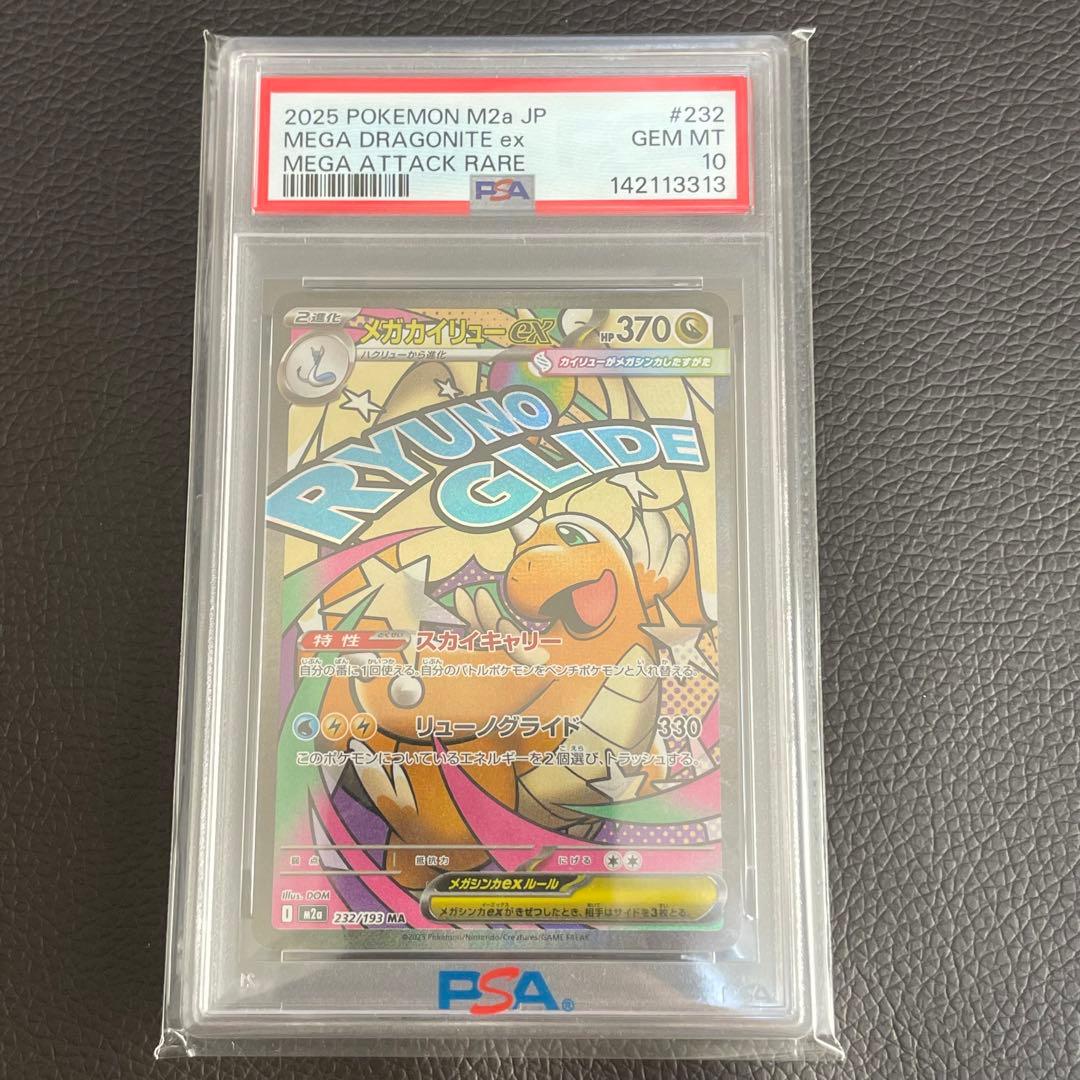 2025 POKEMON M2a JP #232
MEGA DRAGONITE ex GEM MT
MEGA ATTACK RARE 10
PSA 142113313
2進化 メガカイリューex HP370
ハクリューから進化
カイリューがメガシンカしたすがた
RYUNO
GLIDE
特性 とくせい スカイキャリー
自分の番に1回使える。自分のバトルポケモンをベンチポケモンと入れ替える。
リューノグライド 330
このポケモンについているエネルギーを2個選び、トラッシュする。
弱点 抵抗力 にげる
メガシンカexルール
メガシンカexがきぜつしたとき、相手はサイドを3枚とる。
illus. DOM
I m2a 232/193 MA
©2025 Pokémon/Nintendo/Creatures/GAME FREAK
PSA®